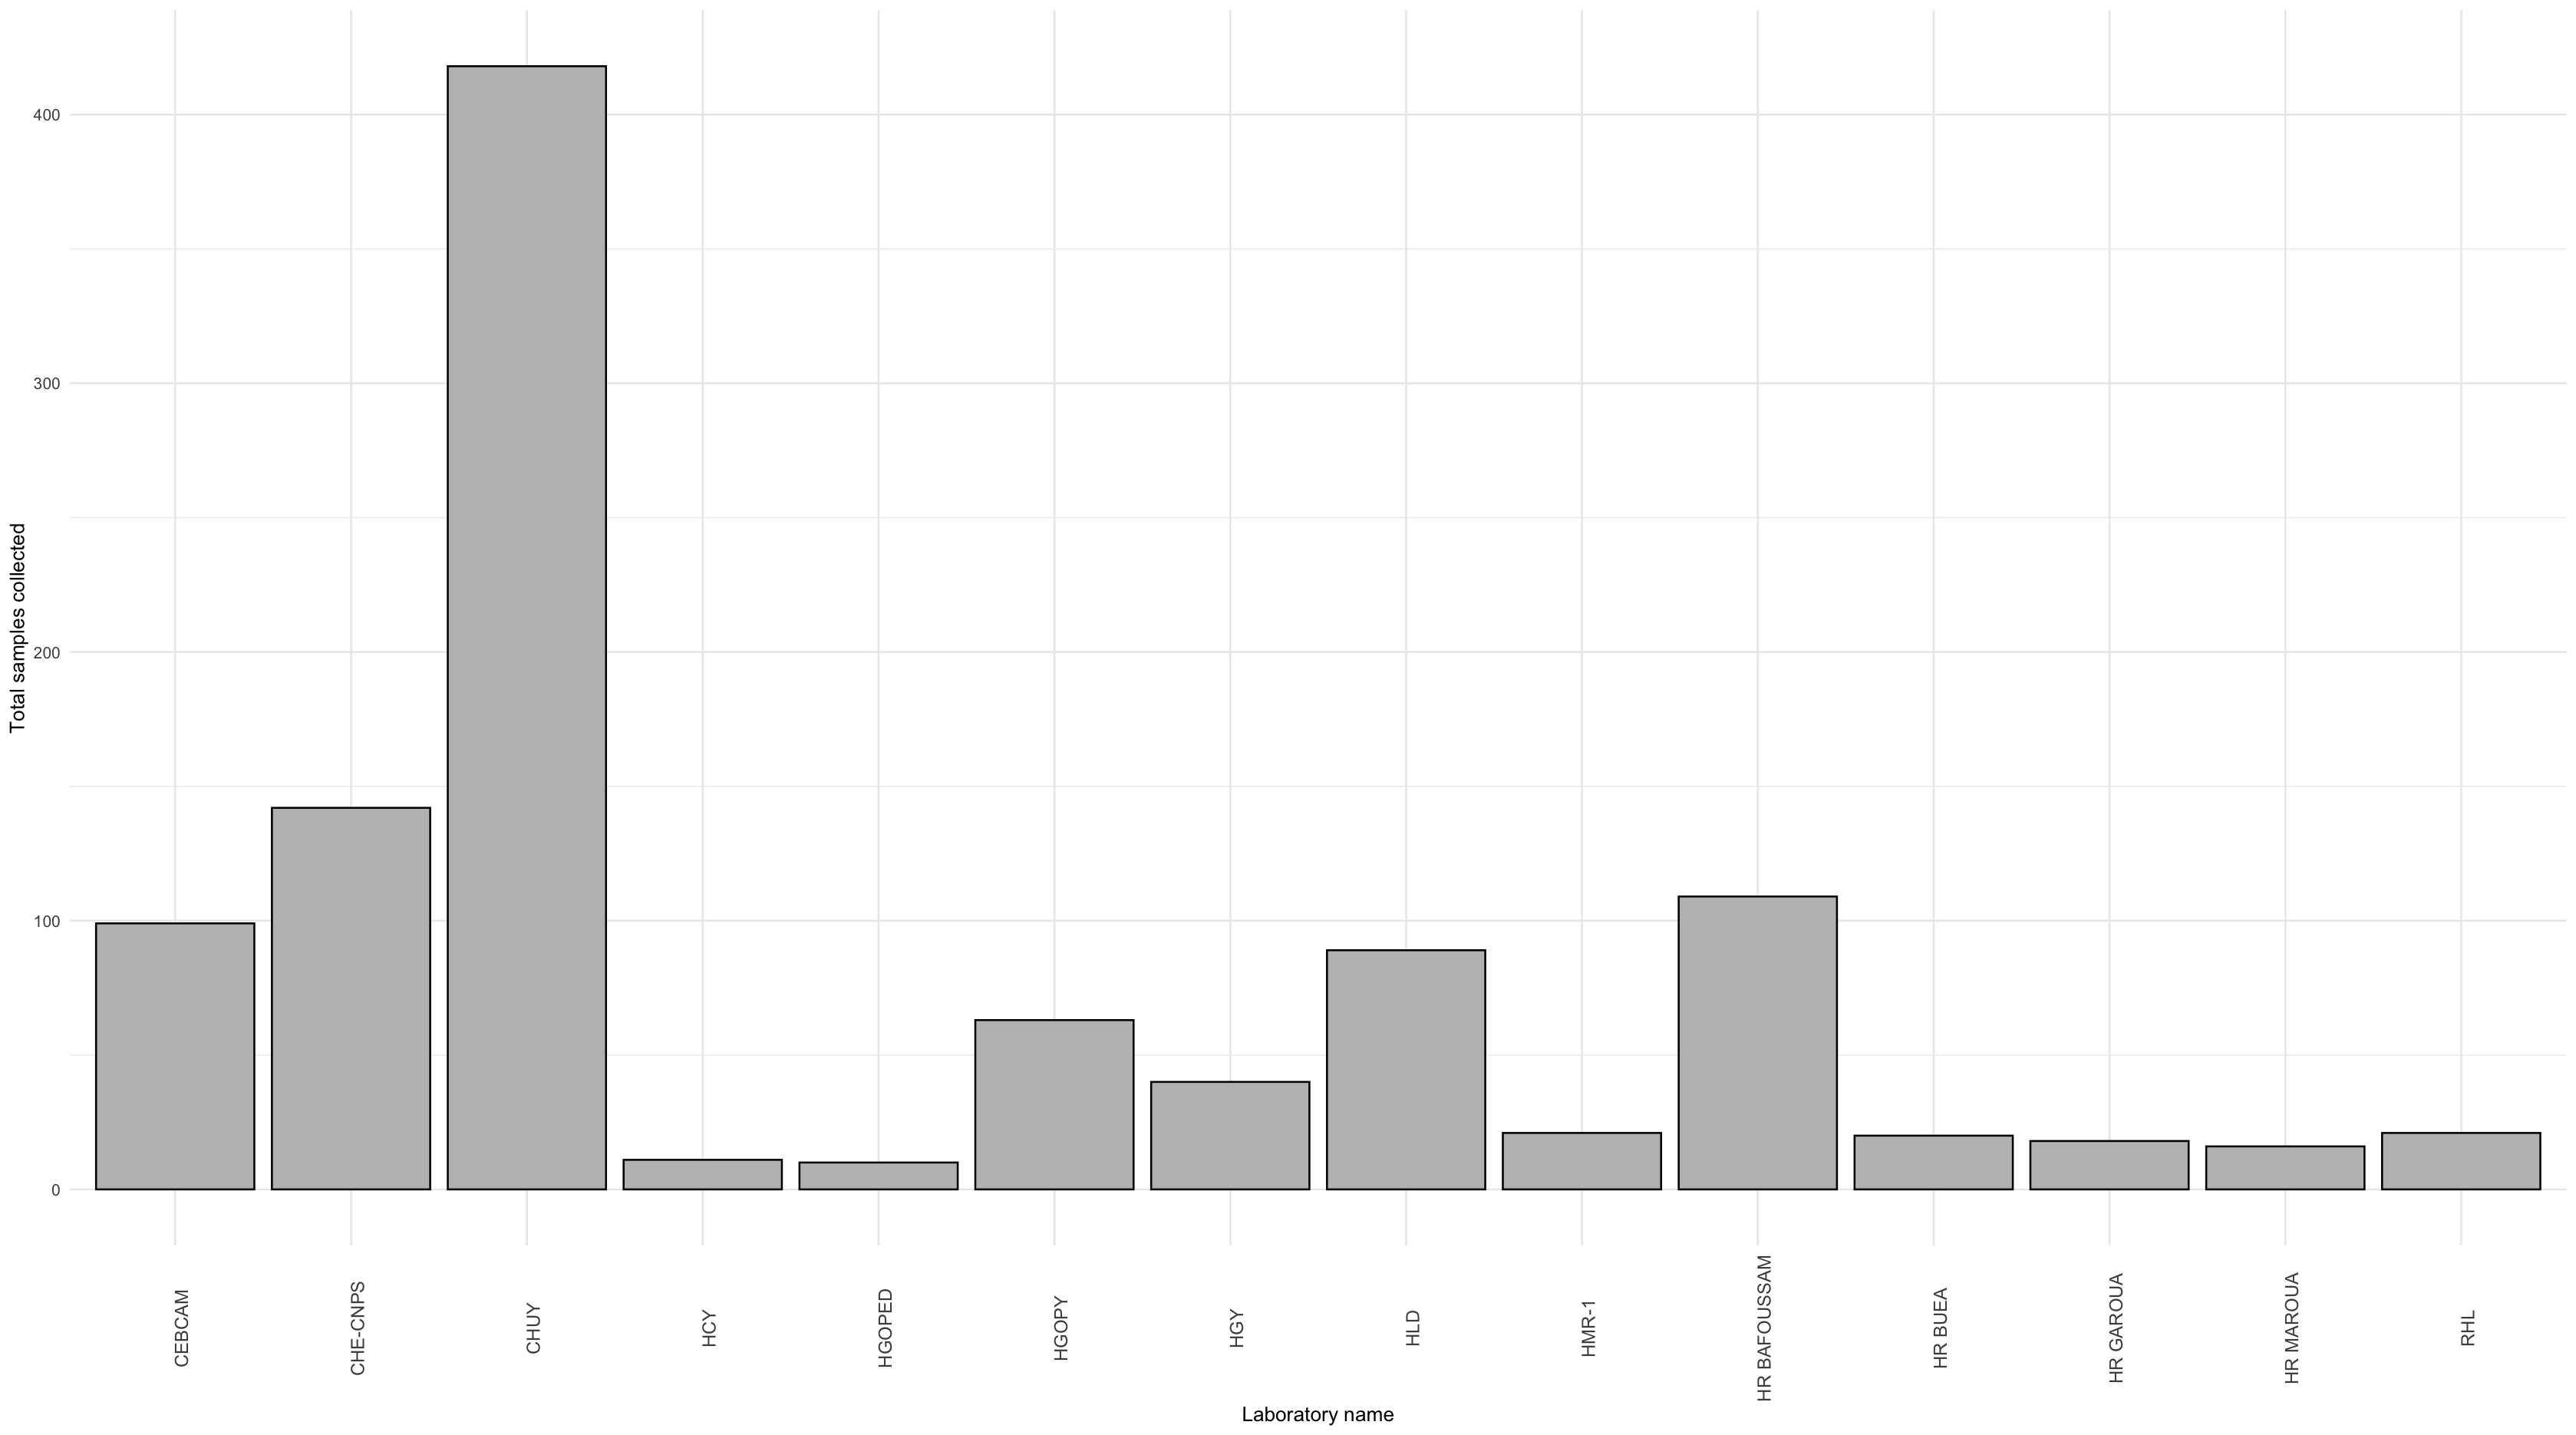 Total samples collected
400
300
200
100
0
CEBCAM
CHE-CNPS
CHUY
HCY
HGOPED
HGOPY
HGY
HLD
HMR-1
HR BAFOUSSAM
HR BUEA
HR GAROUA
HR MAROUA
RHL
Laboratory name